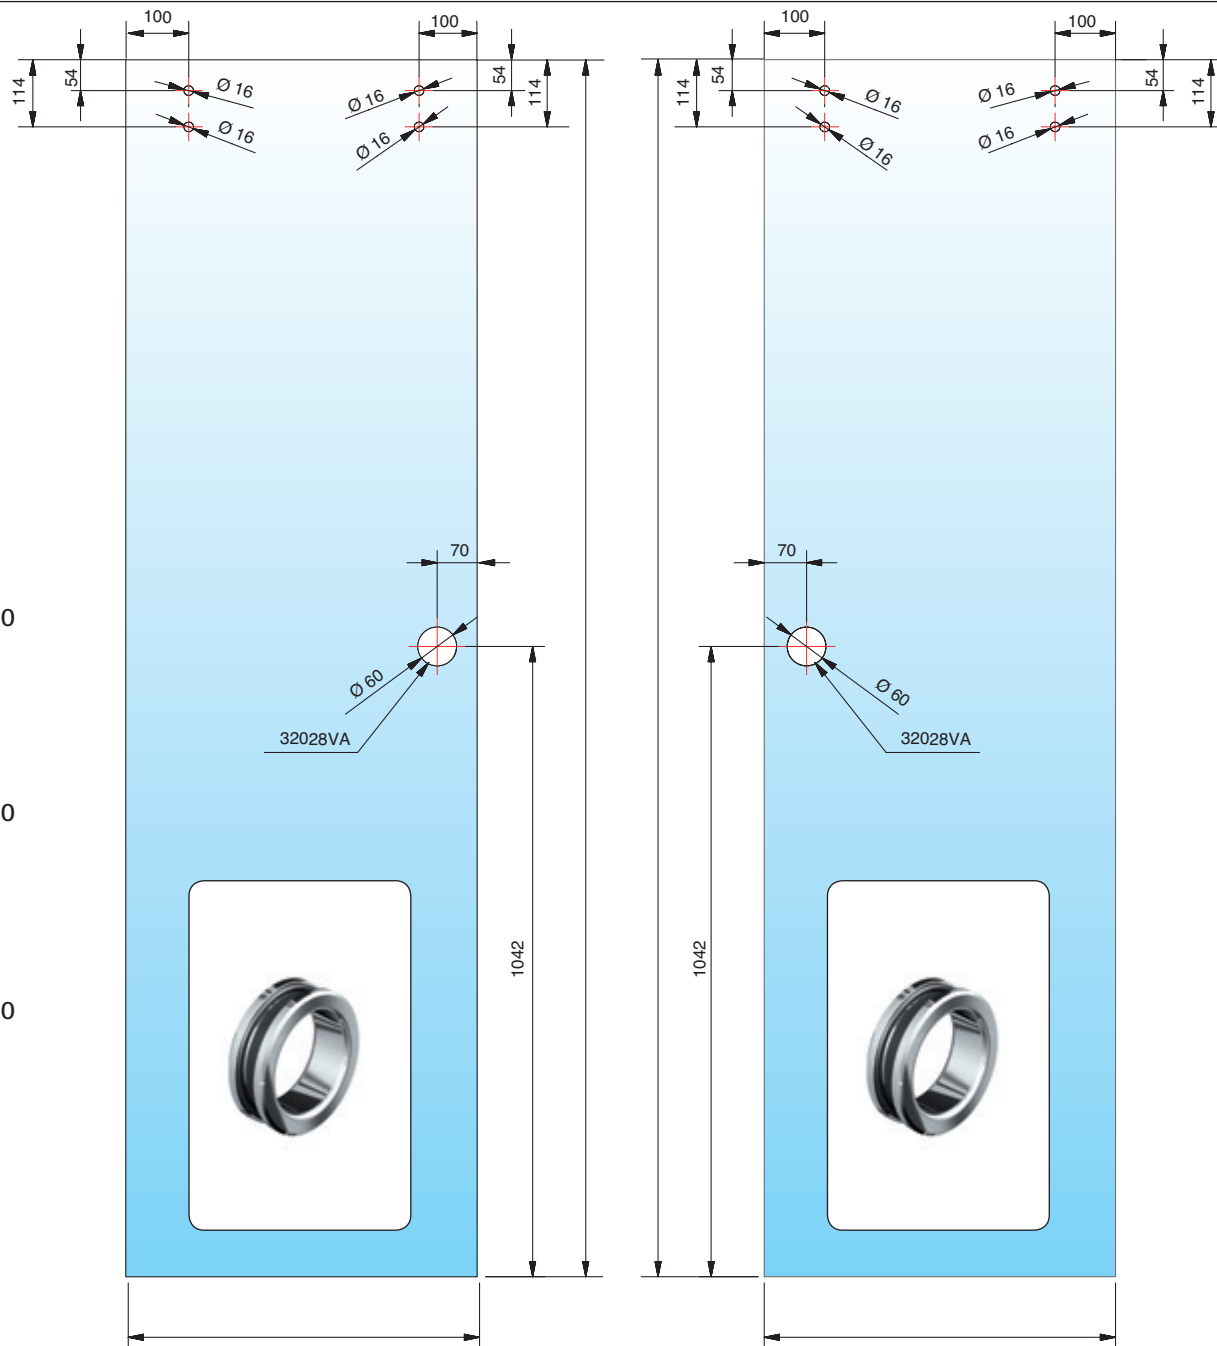 100 100 100 100
54 54 54 54
114 114 114 114
Ø 16 Ø 16 Ø 16 Ø 16
Ø 16 Ø 16 Ø 16 Ø 16
70 70
0
Ø 60 Ø 60
32028VA 32028VA
0
1042 1042
0